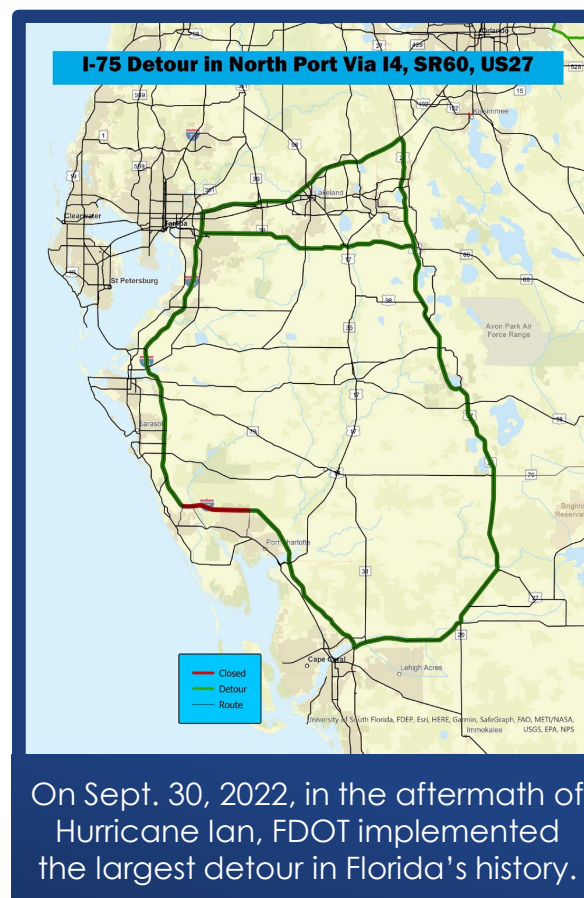 Orlando
I-75 Detour in North Port Via I4, SR60, US27
Kissimmee
Lakeland
Clearwater
Tampa
St Petersburg
Avon Park Air
Force Range
Sarasot
Brighto
Reservat
Port Charlotte
Cape Coral
Lehigh Acres
Closed
Detour
Route
University of South Florida, FDEP, Esri, HERE, Garmin, SafeGraph, FAO, METI/NASA,
Immokalee
USGS, EPA, NPS
On Sept. 30, 2022, in the aftermath of
Hurricane Ian, FDOT implemented
the largest detour in Florida’s history.